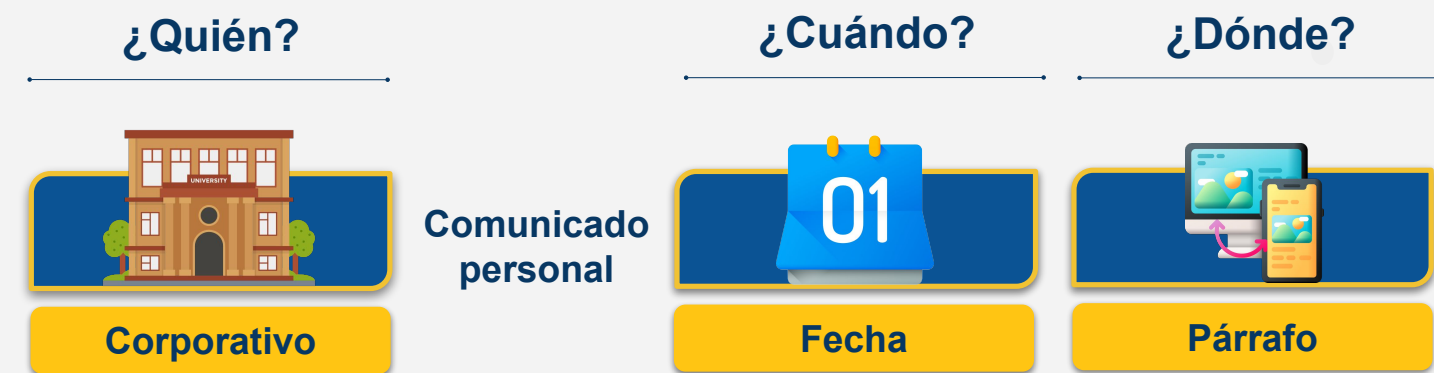 ¿Quién?
¿Cuándo?
¿Dónde?
UNIVERSITY
01
Comunicado
personal
Corporativo
Fecha
Párrafo